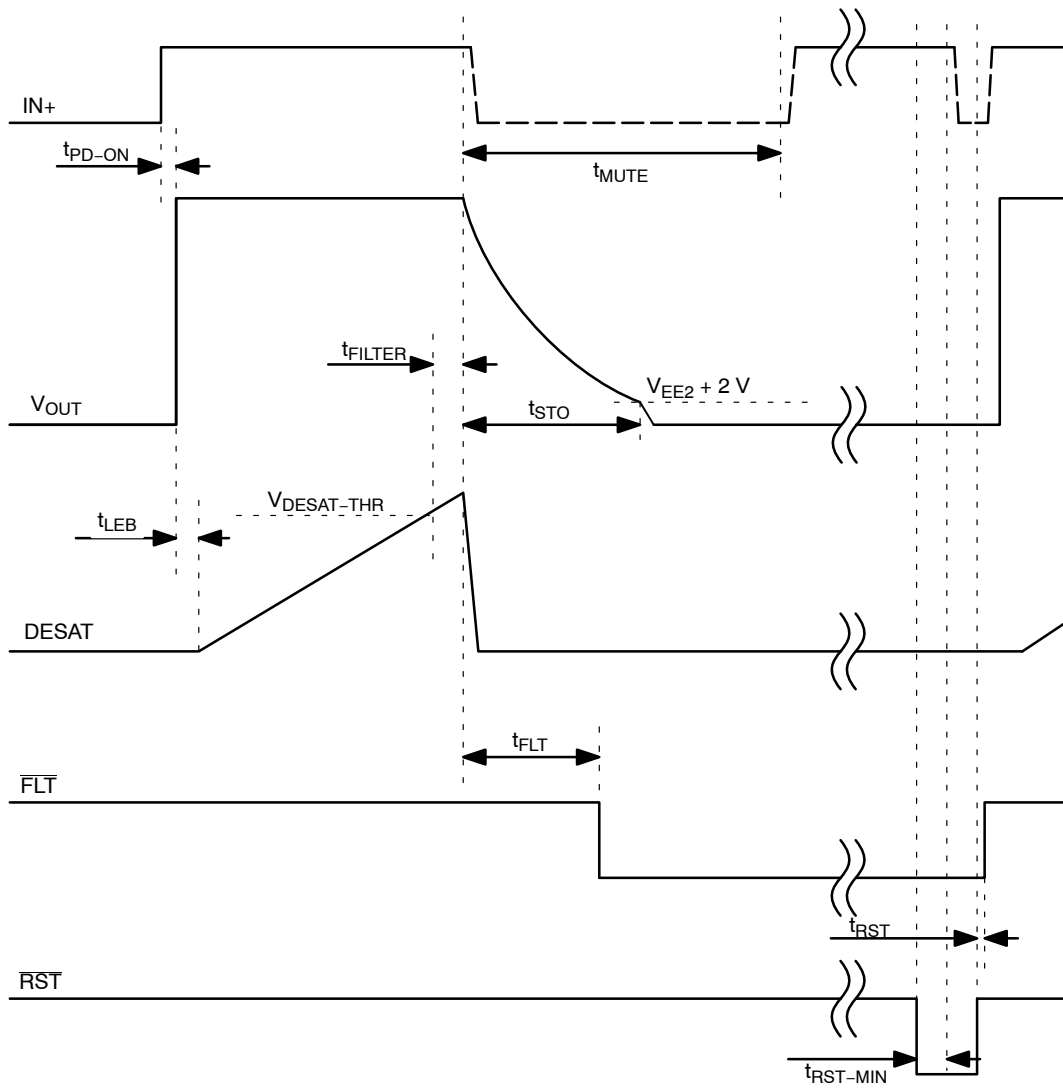 IN+
tPD−ON
tMUTE
tFILTER
VEE2 + 2 V
VOUT
tSTO
VDESAT−THR
tLEB
DESAT
tFLT
FLT
tRST
RST
tRST−MIN